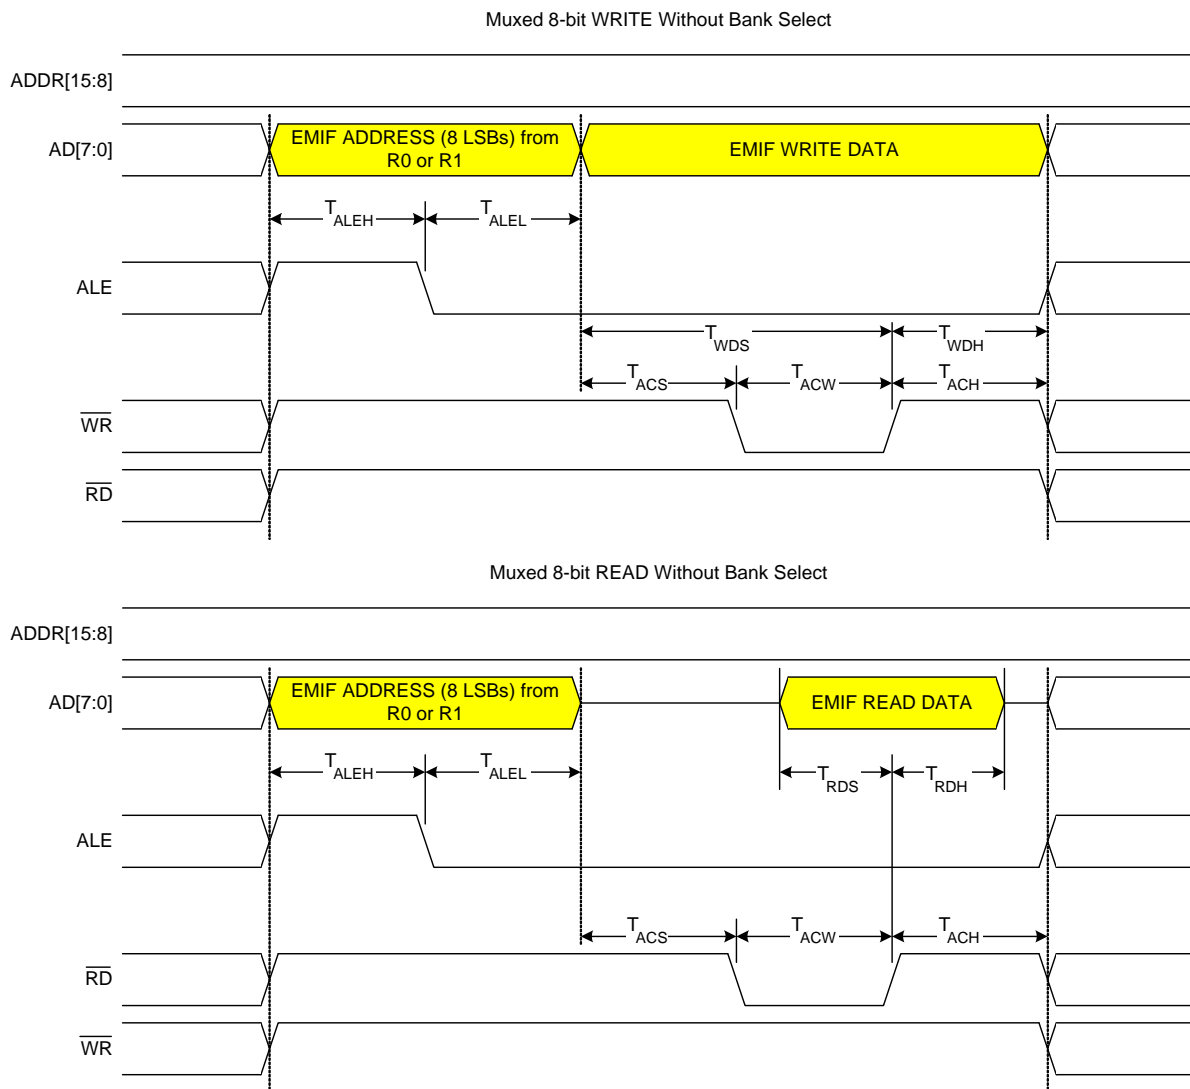 Muxed 8-bit WRITE Without Bank Select
ADDR[15:8]
AD[7:0]
EMIF ADDRESS (8 LSBs) from
R0 or R1
EMIF WRITE DATA
TALEH
TALEL
ALE
TWDS
TWDH
TACS
TACW
TACH
WR
RD
Muxed 8-bit READ Without Bank Select
ADDR[15:8]
AD[7:0]
EMIF ADDRESS (8 LSBs) from
R0 or R1
EMIF READ DATA
TALEH
TALEL
TRDS
TRDH
ALE
TACS
TACW
TACH
RD
WR